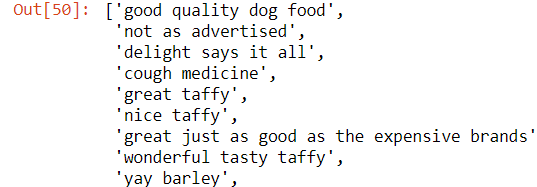 Out[50]: ['good quality dog food',
'not as advertised',
'delight says it all',
'cough medicine',
'great taffy',
'nice taffy',
'great just as good as the expensive brands'
'wonderful tasty taffy',
'yay barley',